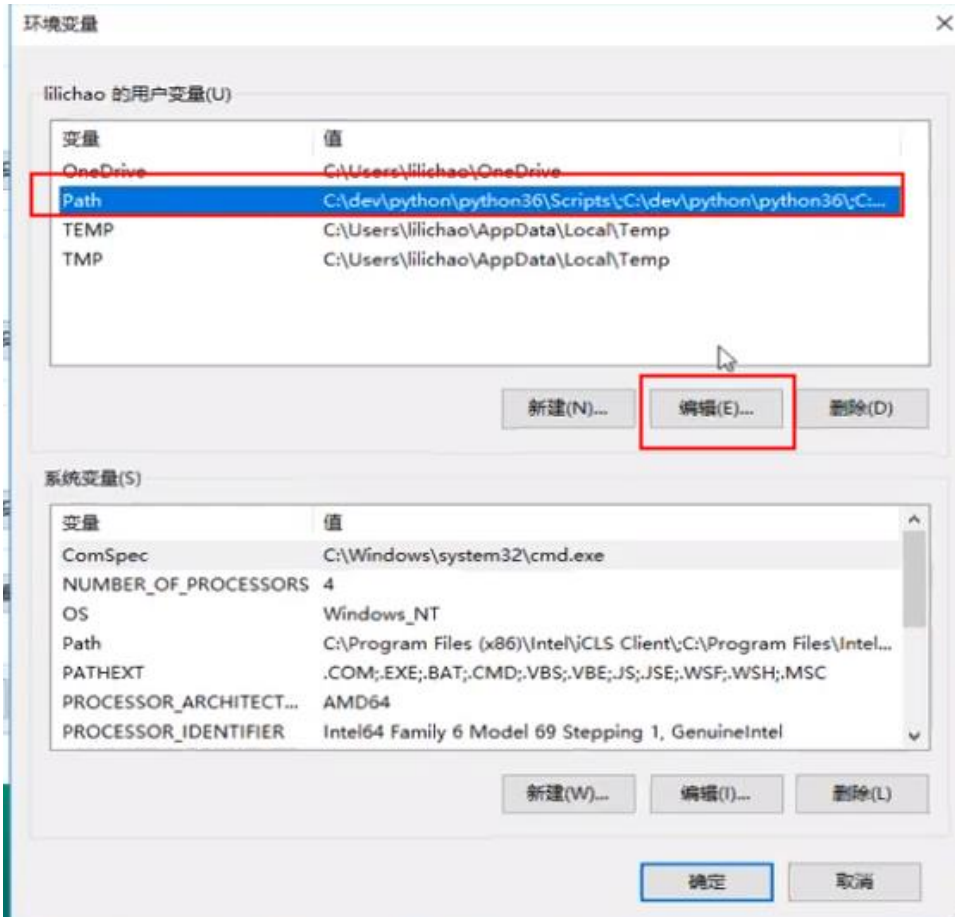 环境变量
lilichao 的用户变量(U)
变量 值
OneDrive C:\Users\lilichao\OneDrive
Path C:\dev\python\python36\Scripts\;C:\dev\python\python36\;C:...
TEMP C:\Users\lilichao\AppData\Local\Temp
TMP C:\Users\lilichao\AppData\Local\Temp
新建(N)... 编辑(E)... 删除(D)
系统变量(S)
变量 值
ComSpec C:\Windows\system32\cmd.exe
NUMBER_OF_PROCESSORS 4
OS Windows_NT
Path C:\Program Files (x86)\Intel\iCLS Client\;C:\Program Files\Intel...
PATHEXT .COM;.EXE;.BAT;.CMD;.VBS;.VBE;.JS;.JSE;.WSF;.WSH;.MSC
PROCESSOR_ARCHITECT... AMD64
PROCESSOR_IDENTIFIER Intel64 Family 6 Model 69 Stepping 1, GenuineIntel
新建(W)... 编辑(I)... 删除(L)
确定 取消